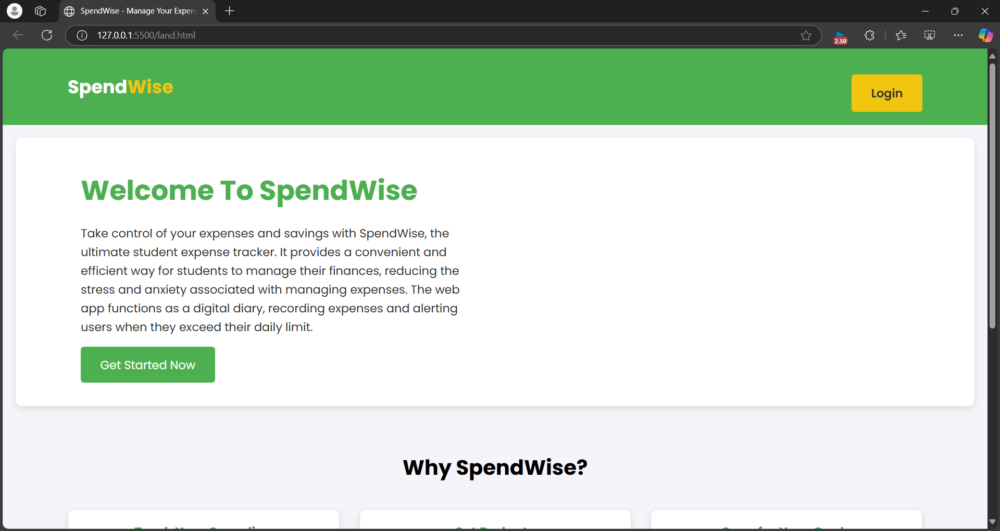 SpendWise - Manage Your Expen
127.0.0.1:5500/land.html
2.50
SpendWise
Login
Welcome To SpendWise
Take control of your expenses and savings with SpendWise, the
ultimate student expense tracker. It provides a convenient and
efficient way for students to manage their finances, reducing the
stress and anxiety associated with managing expenses. The web
app functions as a digital diary, recording expenses and alerting
users when they exceed their daily limit.
Get Started Now
Why SpendWise?